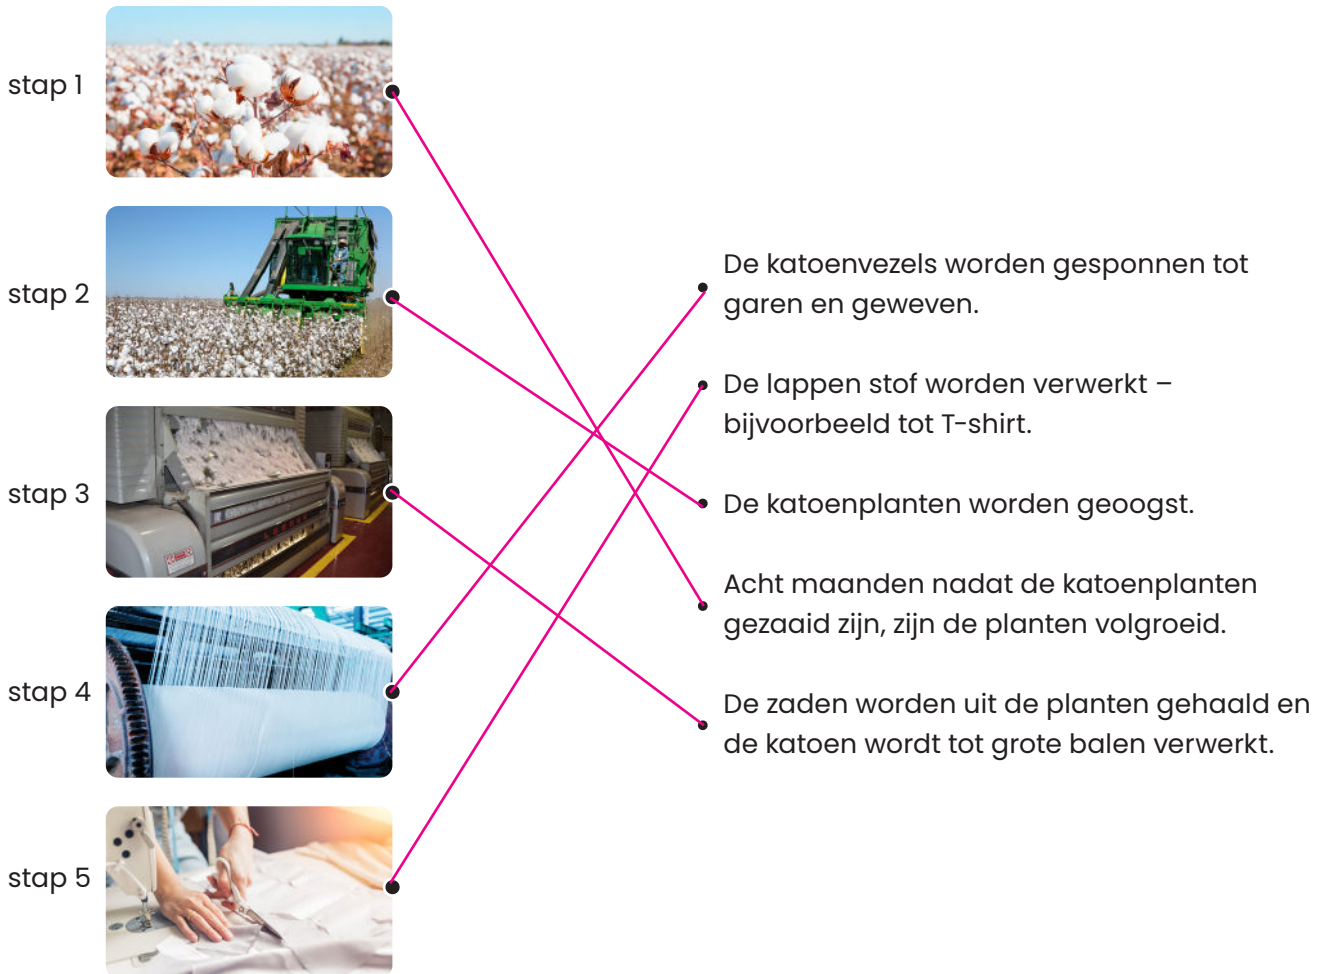 stap 1
stap 2
stap 3
stap 4
stap 5
De katoenvezels worden gesponnen tot
garen en geweven.
De lappen stof worden verwerkt –
bijvoorbeeld tot T-shirt.
De katoenplanten worden geoogst.
Acht maanden nadat de katoenplanten
gezaaid zijn, zijn de planten volgroeid.
De zaden worden uit de planten gehaald en
de katoen wordt tot grote balen verwerkt.